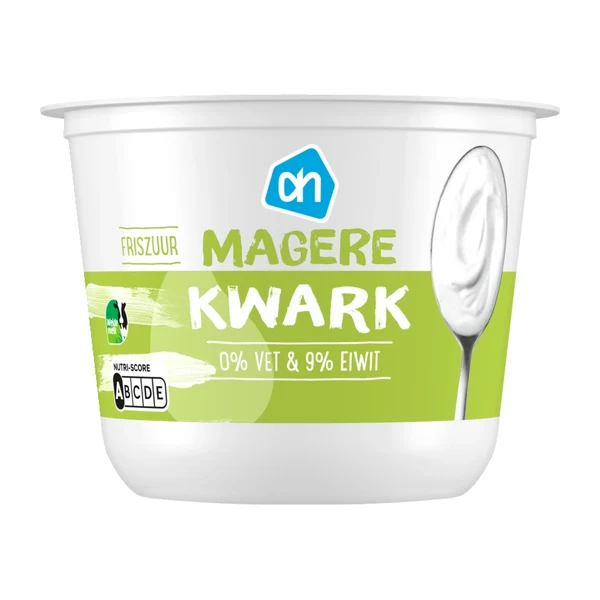 ah
FRISZUUR
MAGERE
KWARK
0% VET & 9% EIWIT
NUTRI-SCORE
ABCDE